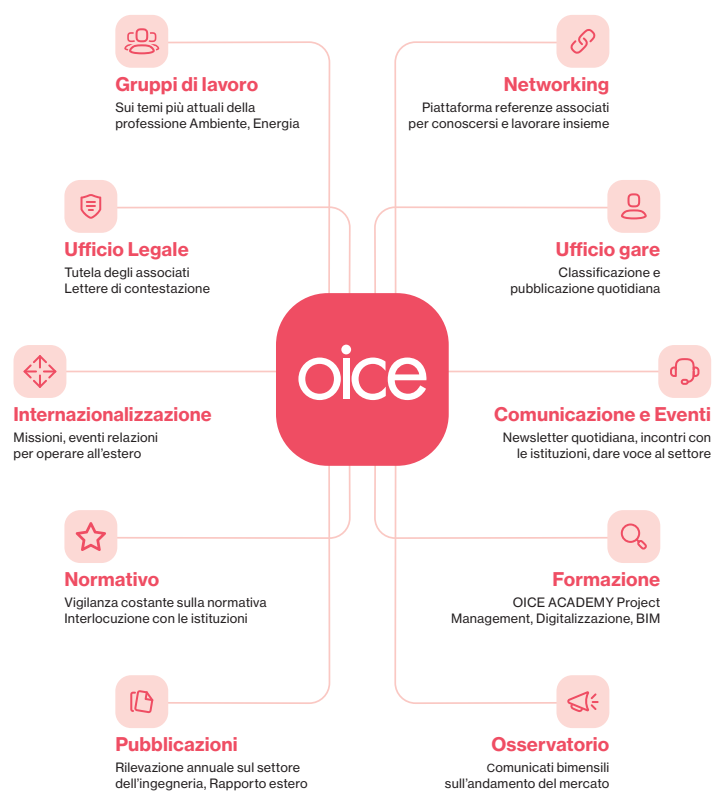 Gruppi di lavoro
Sui temi più attuali della
professione Ambiente, Energia
Networking
Piattaforma referenze associati
per conoscersi e lavorare insieme
Ufficio Legale
Tutela degli associati
Lettere di contestazione
Ufficio gare
Classificazione e
pubblicazione quotidiana
oice
Internazionalizzazione
Missioni, eventi relazioni
per operare all'estero
Comunicazione e Eventi
Newsletter quotidiana, incontri con
le istituzioni, dare voce al settore
Normativo
Vigilanza costante sulla normativa
Interlocuzione con le istituzioni
Formazione
OICE ACADEMY Project
Management, Digitalizzazione, BIM
Pubblicazioni
Rilevazione annuale sul settore
dell'ingegneria, Rapporto estero
Osservatorio
Comunicati bimensili
sull'andamento del mercato